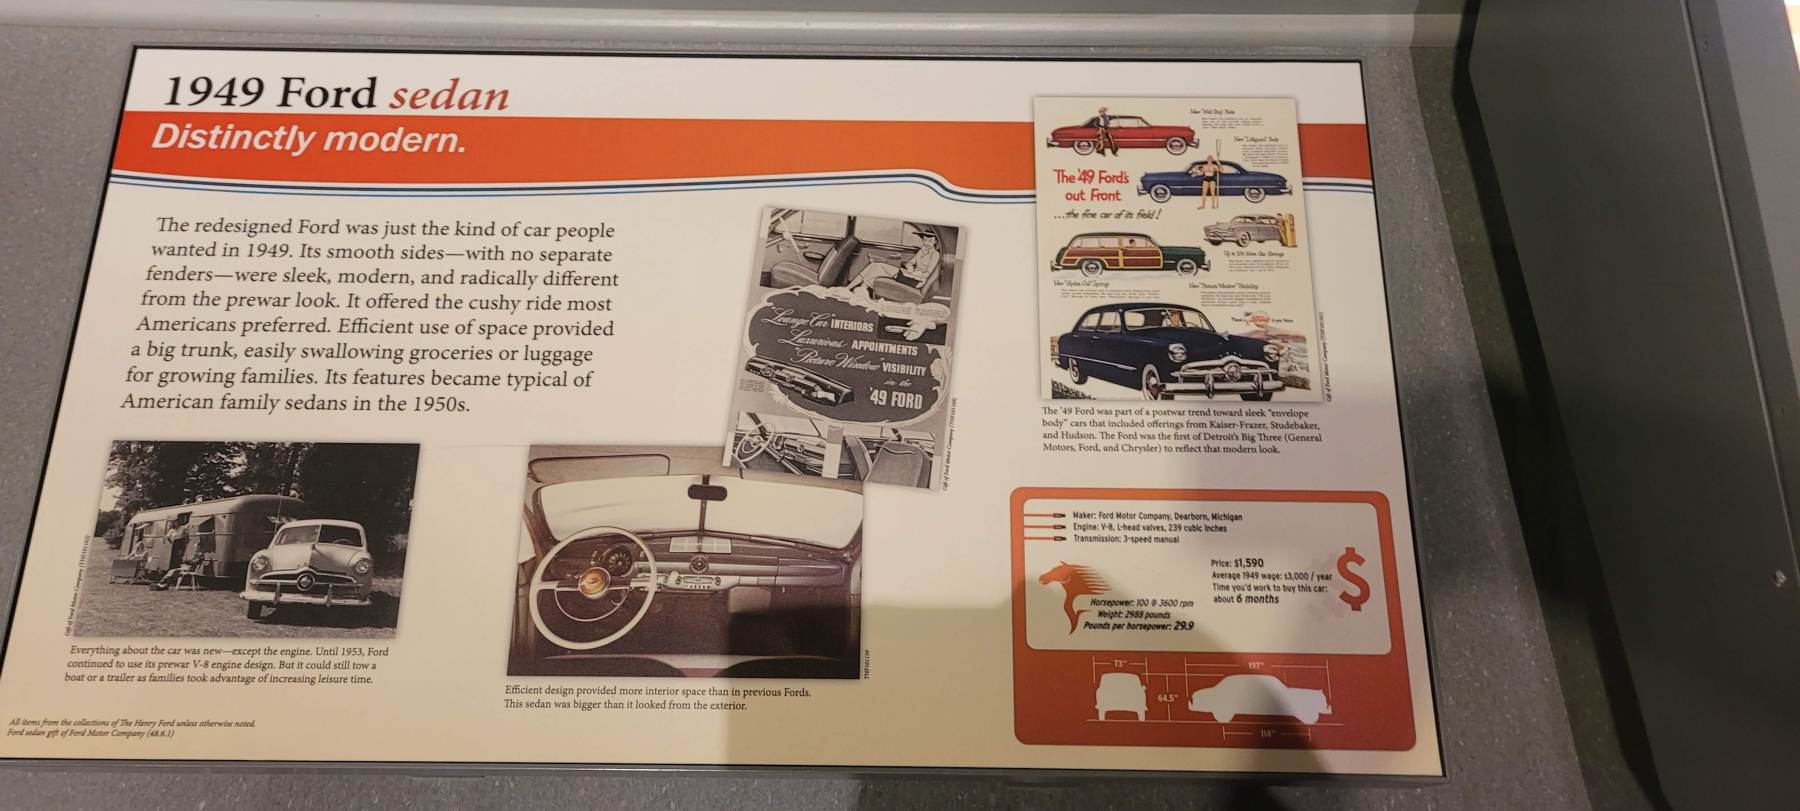 1949 Ford sedan
Distinctly modern.
The redesigned Ford was just the kind of car people
wanted in 1949. Its smooth sides—with no separate
fenders—were sleek, modern, and radically different
from the prewar look. It offered the cushy ride most
Americans preferred. Efficient use of space provided
a big trunk, easily swallowing groceries or luggage
for growing families. Its features became typical of
American family sedans in the 1950s.
"Lounge Car" INTERIORS
Luxurious APPOINTMENTS
"Picture Window" VISIBILITY
in the
'49 FORD
The '49 Ford's
out Front
...the fine car of its field!
The '49 Ford was part of a postwar trend toward sleek "envelope
body" cars that included offerings from Kaiser-Frazer, Studebaker,
and Hudson. The Ford was the first of Detroit's Big Three (General
Motors, Ford, and Chrysler) to reflect that modern look.
Everything about the car was new—except the engine. Until 1953, Ford
continued to use its prewar V-8 engine design. But it could still tow a
boat or a trailer as families took advantage of increasing leisure time.
Efficient design provided more interior space than in previous Fords.
This sedan was bigger than it looked from the exterior.
Maker: Ford Motor Company, Dearborn, Michigan
Engine: V-8, L-head valves, 239 cubic inches
Transmission: 3-speed manual
Horsepower: 100 @ 3600 rpm
Weight: 2988 pounds
Pounds per horsepower: 29.9
Price: $1,590
Average 1949 wage: $3,000 / year
Time you'd work to buy this car:
about 6 months
$
73"
64.5"
197"
114"
All items from the collections of The Henry Ford unless otherwise noted.
Ford sedan gift of Ford Motor Company (48.6.1)